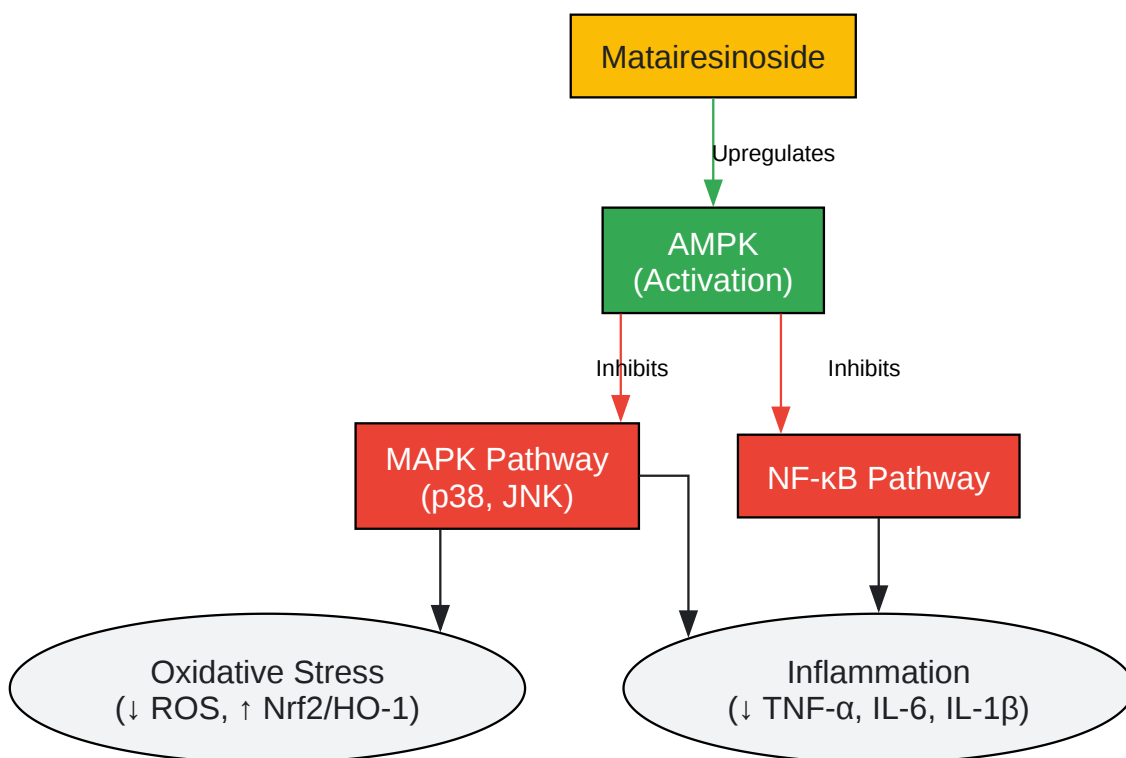 Matairesinoside
Upregulates
AMPK
(Activation)
Inhibits
Inhibits
MAPK Pathway
(p38, JNK)
NF-κB Pathway
Oxidative Stress
(↓ ROS, ↑ Nrf2/HO-1)
Inflammation
(↓ TNF-α, IL-6, IL-1β)